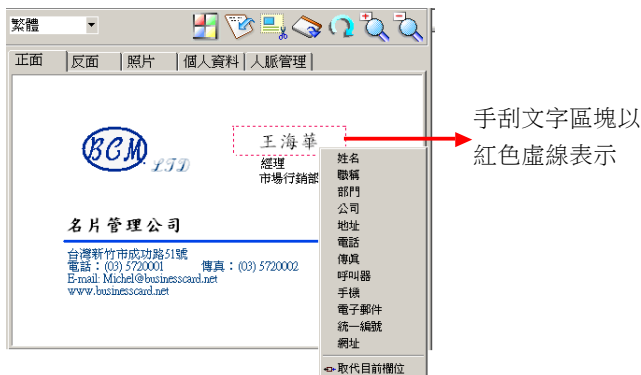 繁體
正面 反面 照片 個人資料 人脈管理
BCM
LTD
王海華
經理
市場行銷部
名片管理公司
台灣新竹市成功路51號
電話：(03) 5720001 傳真：(03) 5720002
E-mail: Michel@businesscard.net
www.businesscard.net
姓名
職稱
部門
公司
地址
電話
傳真
呼叫器
手機
電子郵件
統一編號
網址
取代目前欄位
手刮文字區塊以
紅色虛線表示